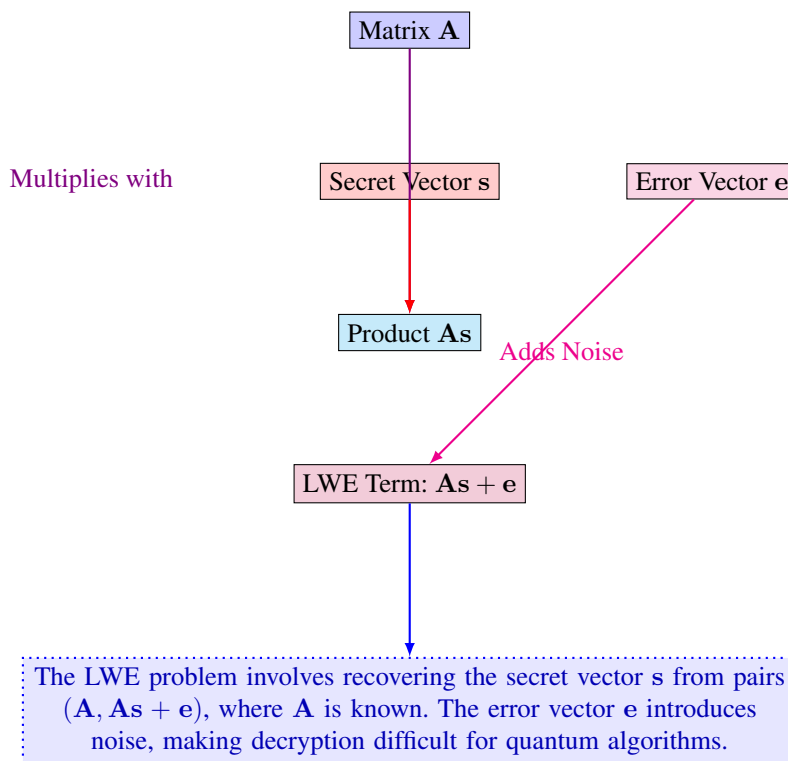 Matrix A
Multiplies with
Secret Vector s
Error Vector e
Product As
Adds Noise
LWE Term: As + e
The LWE problem involves recovering the secret vector s from pairs
(A, As + e), where A is known. The error vector e introduces
noise, making decryption difficult for quantum algorithms.